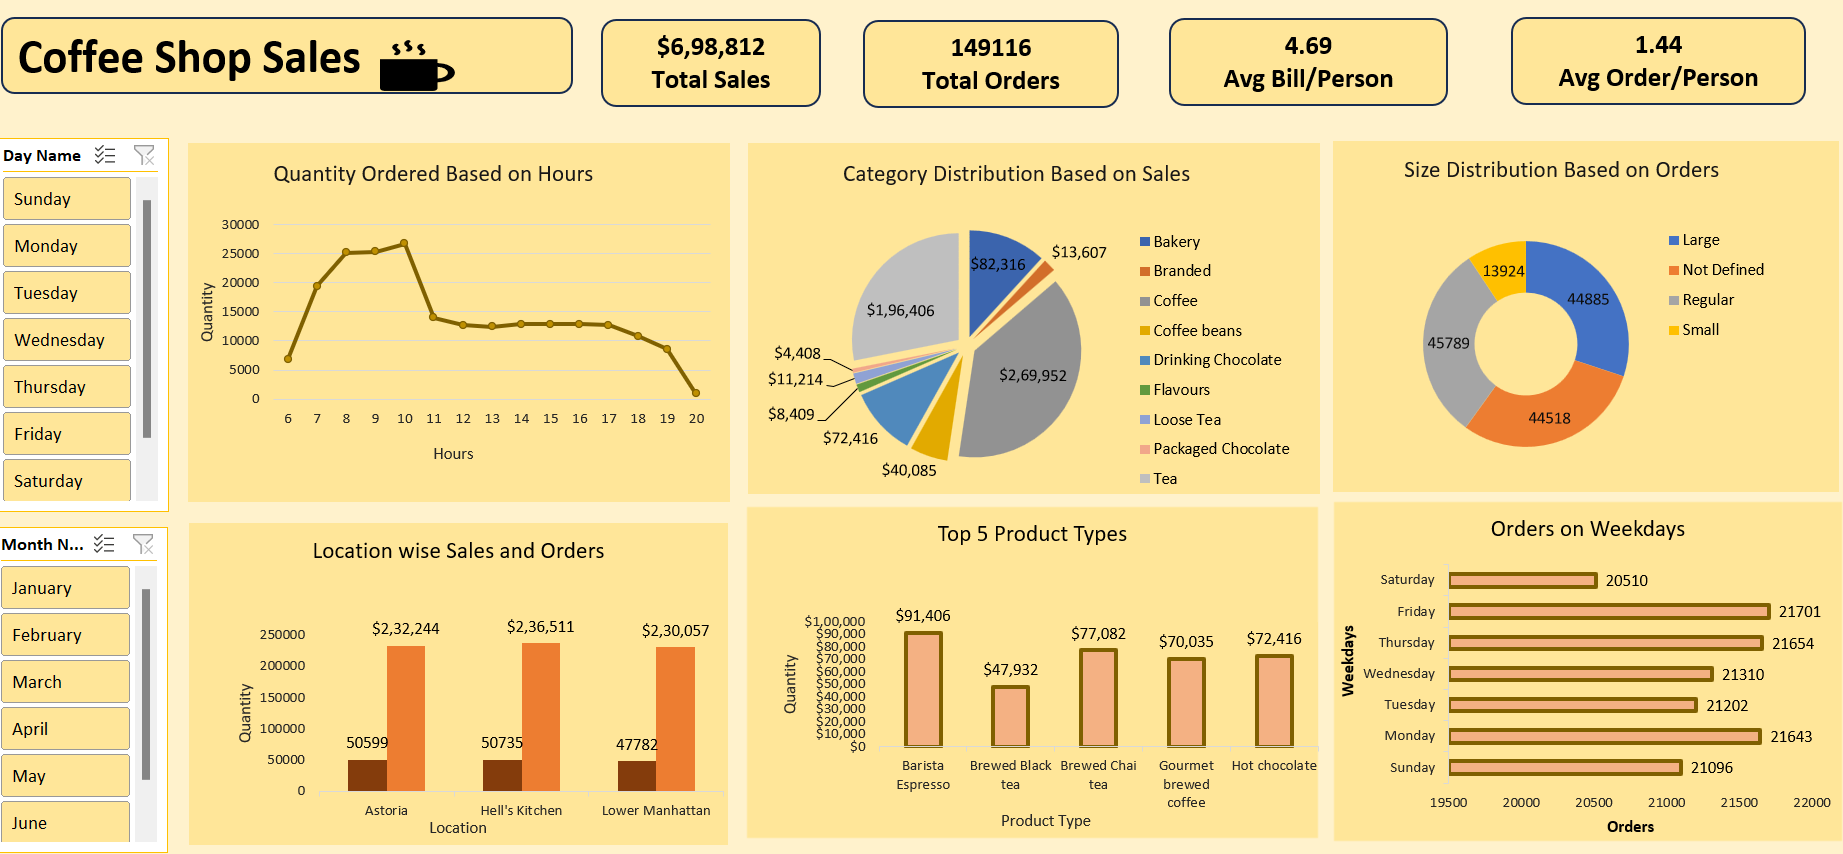 Coffee Shop Sales
$6,98,812
Total Sales
149116
Total Orders
4.69
Avg Bill/Person
1.44
Avg Order/Person
Day Name
Sunday
Monday
Tuesday
Wednesday
Thursday
Friday
Saturday
Month N...
January
February
March
April
May
June
Quantity Ordered Based on Hours
Quantity
30000
25000
20000
15000
10000
5000
0
6 7 8 9 10 11 12 13 14 15 16 17 18 19 20
Hours
Category Distribution Based on Sales
$82,316
$13,607
$2,69,952
$40,085
$72,416
$8,409
$11,214
$4,408
$1,96,406
Bakery
Branded
Coffee
Coffee beans
Drinking Chocolate
Flavours
Loose Tea
Packaged Chocolate
Tea
Size Distribution Based on Orders
13924
44885
45789
44518
Large
Not Defined
Regular
Small
Location wise Sales and Orders
Quantity
250000
200000
150000
100000
50000
0
$2,32,244
$2,36,511
$2,30,057
50599
50735
47782
Astoria
Hell's Kitchen
Lower Manhattan
Location
Top 5 Product Types
Quantity
$1,00,000
$90,000
$80,000
$70,000
$60,000
$50,000
$40,000
$30,000
$20,000
$10,000
$0
$91,406
$47,932
$77,082
$70,035
$72,416
Barista
Espresso
Brewed Black
tea
Brewed Chai
tea
Gourmet
brewed
coffee
Hot chocolate
Product Type
Orders on Weekdays
Weekdays
Saturday 20510
Friday 21701
Thursday 21654
Wednesday 21310
Tuesday 21202
Monday 21643
Sunday 21096
19500 20000 20500 21000 21500 22000
Orders